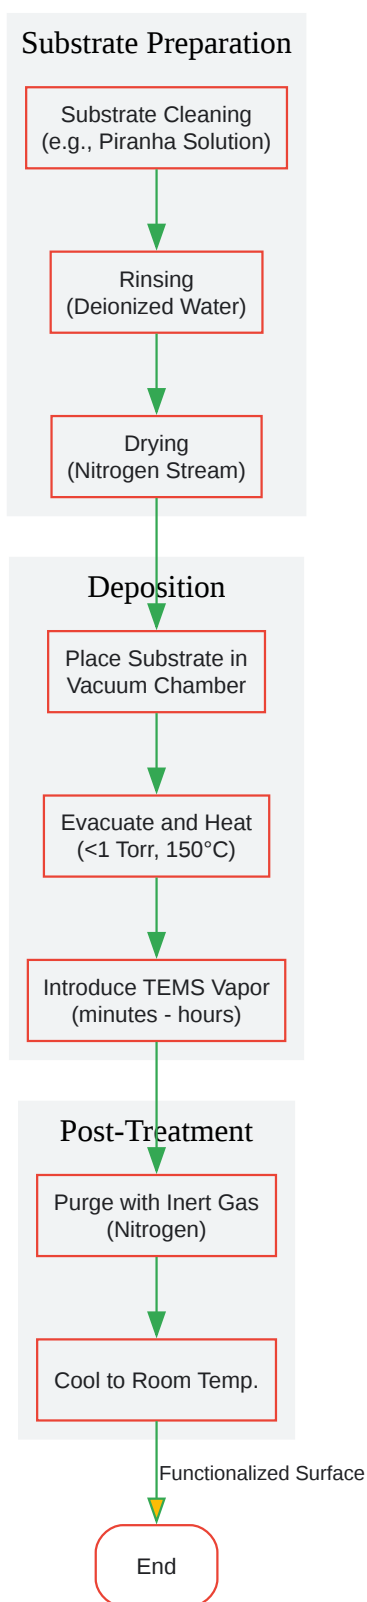 Substrate Preparation
Substrate Cleaning
(e.g., Piranha Solution)
Rinsing
(Deionized Water)
Drying
(Nitrogen Stream)
Deposition
Place Substrate in
Vacuum Chamber
Evacuate and Heat
(<1 Torr, 150°C)
Introduce TEMS Vapor
(minutes - hours)
Post-Treatment
Purge with Inert Gas
(Nitrogen)
Cool to Room Temp.
Functionalized Surface
End